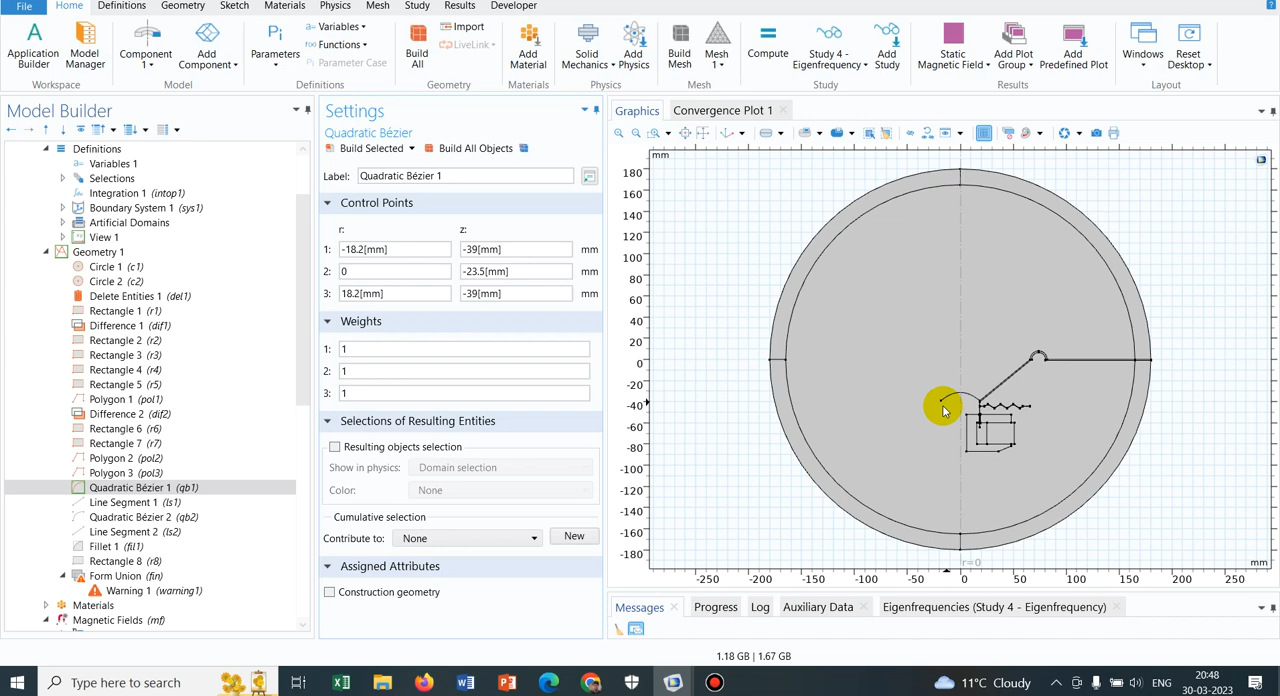 File Home Definitions Geometry Sketch Materials Physics Mesh Study Results Developer
Application Builder
Model Manager
Workspace
Component 1
Add Component
Model
Parameters
Variables
Functions
Parameter Case
Definitions
Build All
Import
LiveLink
Geometry
Add Material
Materials
Solid Mechanics
Add Physics
Physics
Build Mesh
Mesh 1
Mesh
Compute
Study 4 - Eigenfrequency
Add Study
Study
Static Magnetic Field
Add Plot Group
Add Predefined Plot
Results
Windows
Reset Desktop
Layout
Model Builder
Definitions
Variables 1
Selections
Integration 1 (intop1)
Boundary System 1 (sys1)
Artificial Domains
View 1
Geometry 1
Circle 1 (c1)
Circle 2 (c2)
Delete Entities 1 (del1)
Rectangle 1 (r1)
Difference 1 (dif1)
Rectangle 2 (r2)
Rectangle 3 (r3)
Rectangle 4 (r4)
Rectangle 5 (r5)
Polygon 1 (pol1)
Difference 2 (dif2)
Rectangle 6 (r6)
Rectangle 7 (r7)
Polygon 2 (pol2)
Polygon 3 (pol3)
Quadratic Bézier 1 (qb1)
Line Segment 1 (ls1)
Quadratic Bézier 2 (qb2)
Line Segment 2 (ls2)
Fillet 1 (fil1)
Rectangle 8 (r8)
Form Union (fin)
Warning 1 (warning1)
Materials
Magnetic Fields (mf)
Settings
Quadratic Bézier
Build Selected Build All Objects
Label: Quadratic Bézier 1
Control Points
r: z:
1: -18.2[mm] -39[mm] mm
2: 0 -23.5[mm] mm
3: 18.2[mm] -39[mm] mm
Weights
1: 1
2: 1
3: 1
Selections of Resulting Entities
Resulting objects selection
Show in physics: Domain selection
Color: None
Cumulative selection
Contribute to: None New
Assigned Attributes
Construction geometry
Graphics Convergence Plot 1
mm
180
160
140
120
100
80
60
40
20
0
-20
-40
-60
-80
-100
-120
-140
-160
-180
r=0
mm
-250 -200 -150 -100 -50 0 50 100 150 200 250
Messages Progress Log Auxiliary Data Eigenfrequencies (Study 4 - Eigenfrequency)
1.18 GB | 1.67 GB
Type here to search
11°C Cloudy
ENG
20:48
30-03-2023